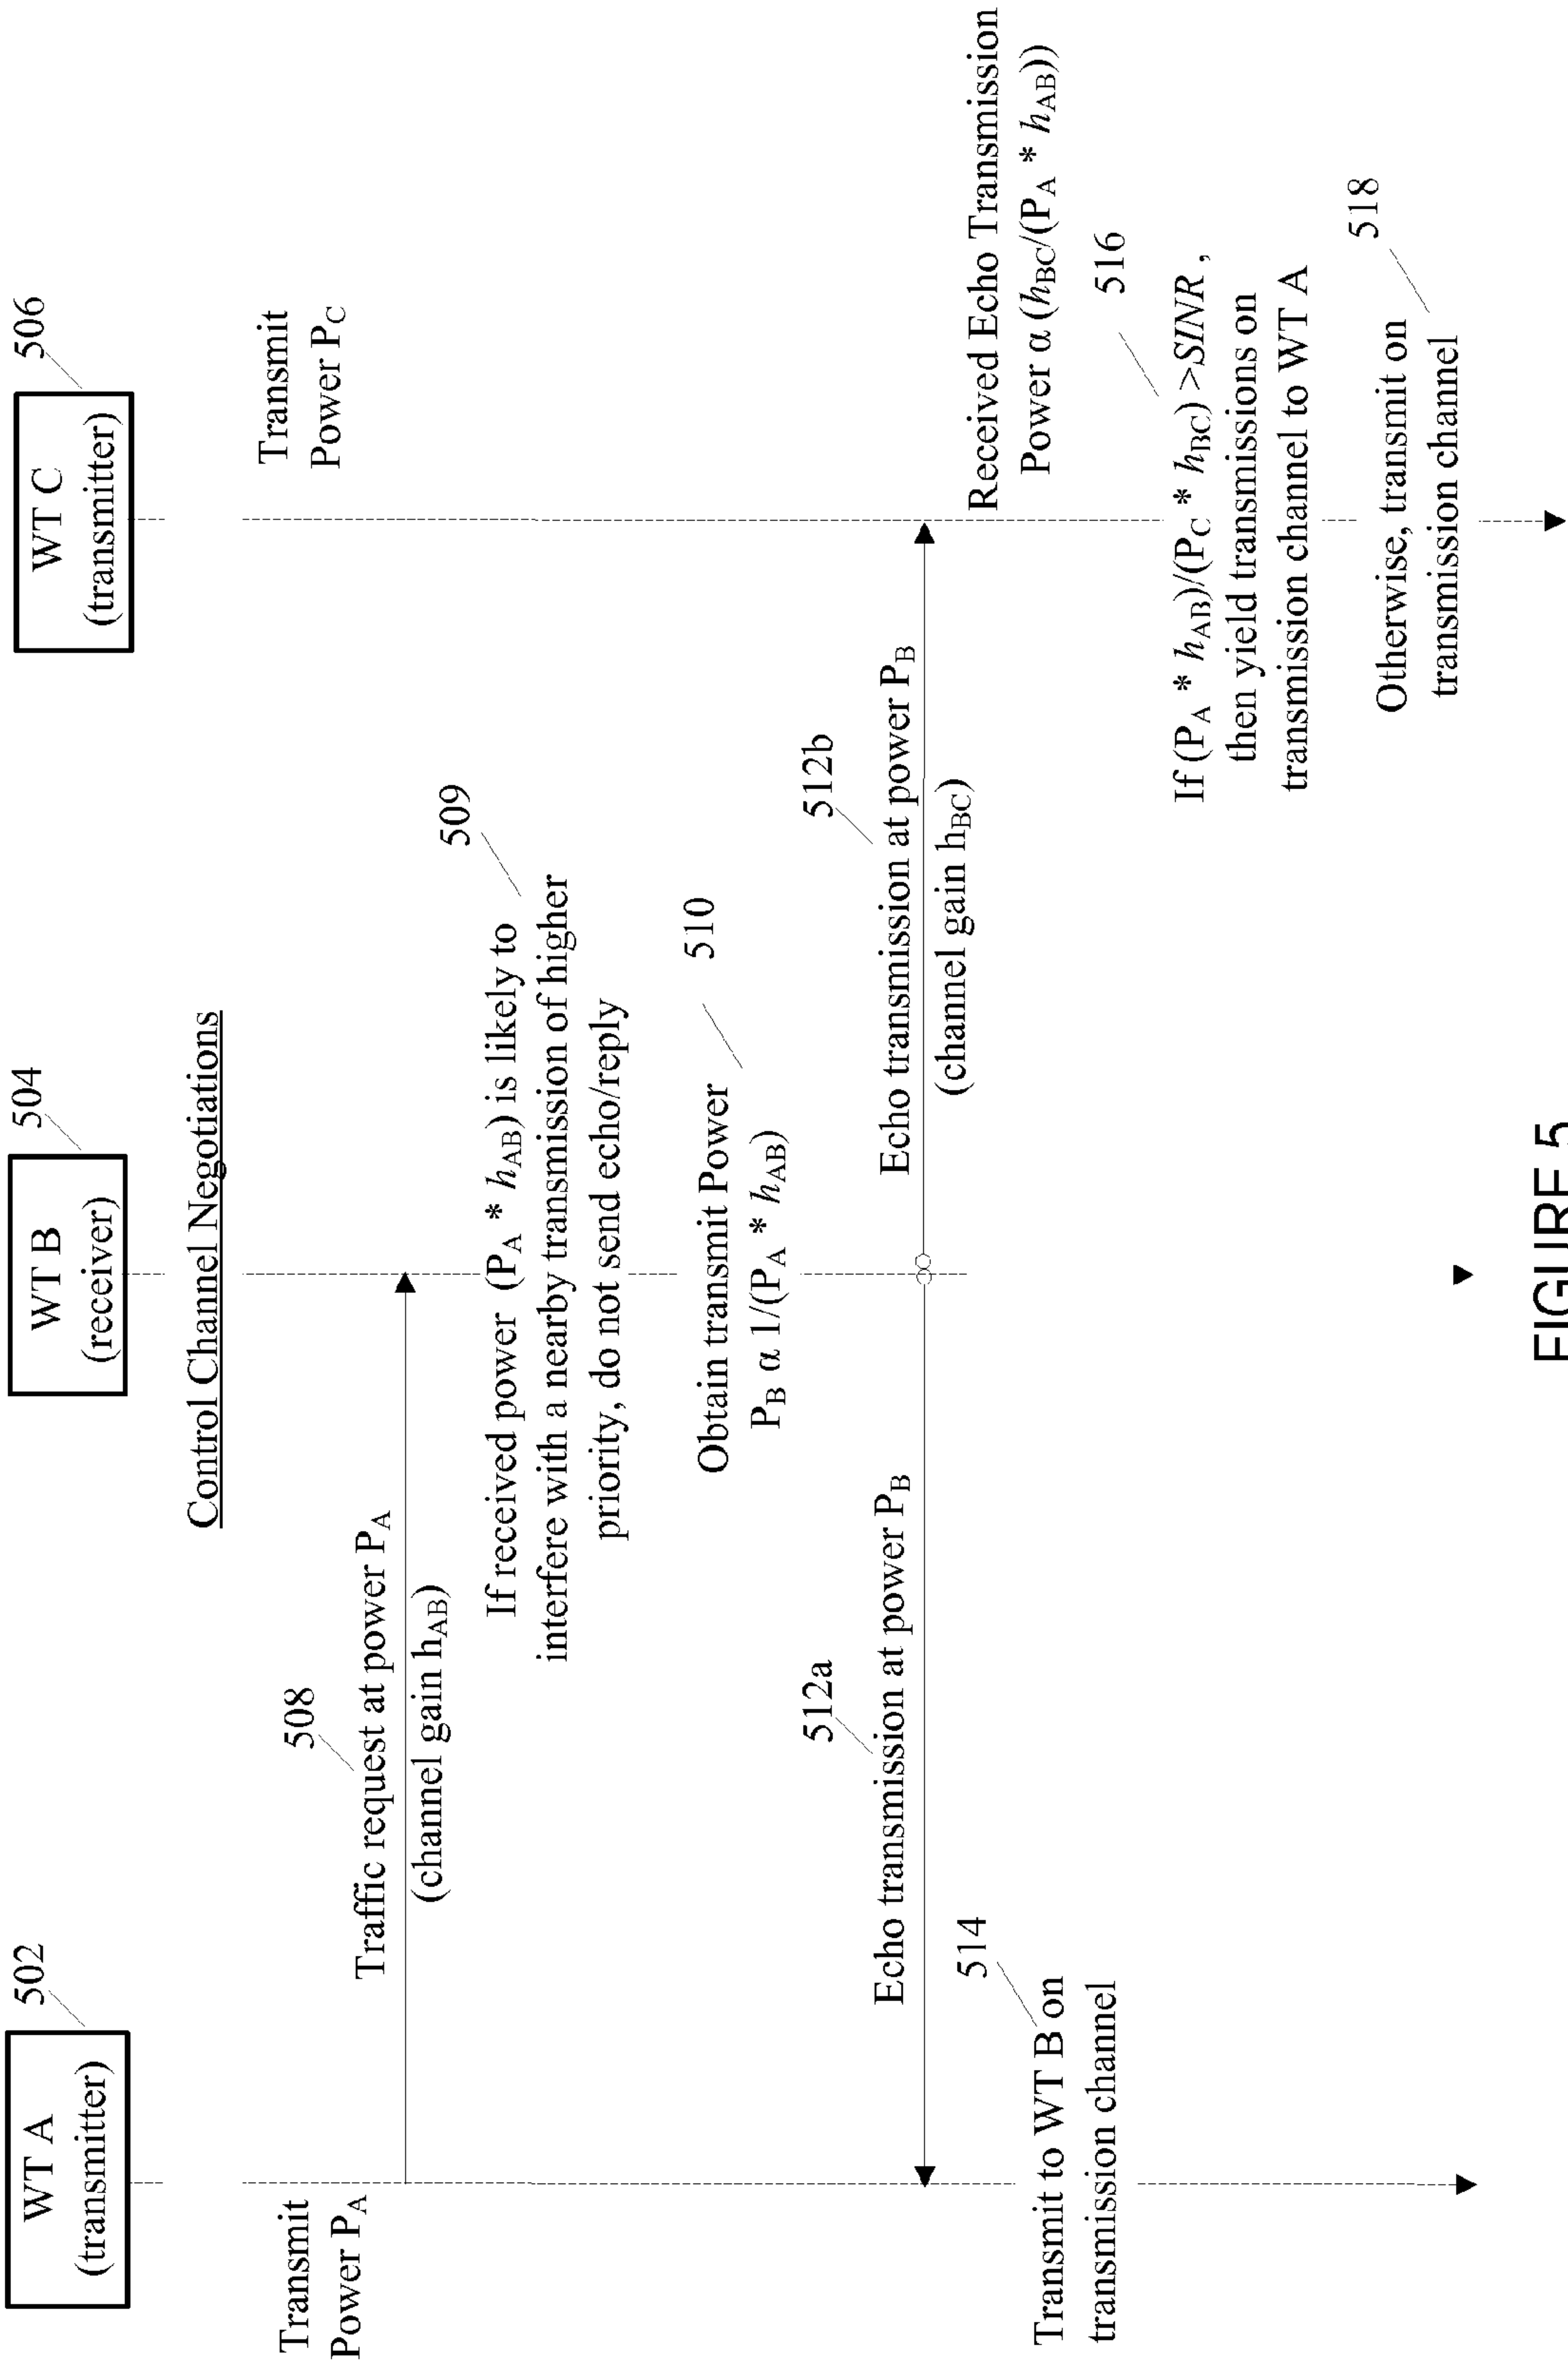 WT A
(transmitter)
502
WT B
(receiver)
504
WT C
(transmitter)
506
Control Channel Negotiations
Transmit
Power P_A
Transmit
Power P_C
508
Traffic request at power P_A
(channel gain h_AB)
509
If received power (P_A * h_AB) is likely to
interfere with a nearby transmission of higher
priority, do not send echo/reply
510
Obtain transmit Power
P_B α 1/(P_A * h_AB)
512a
Echo transmission at power P_B
512b
Echo transmission at power P_B
(channel gain h_BC)
514
Transmit to WT B on
transmission channel
Received Echo Transmission
Power α (h_BC/(P_A * h_AB))
516
If (P_A * h_AB)/(P_C * h_BC) >SINR ,
then yield transmissions on
transmission channel to WT A
518
Otherwise, transmit on
transmission channel
FIGURE 5